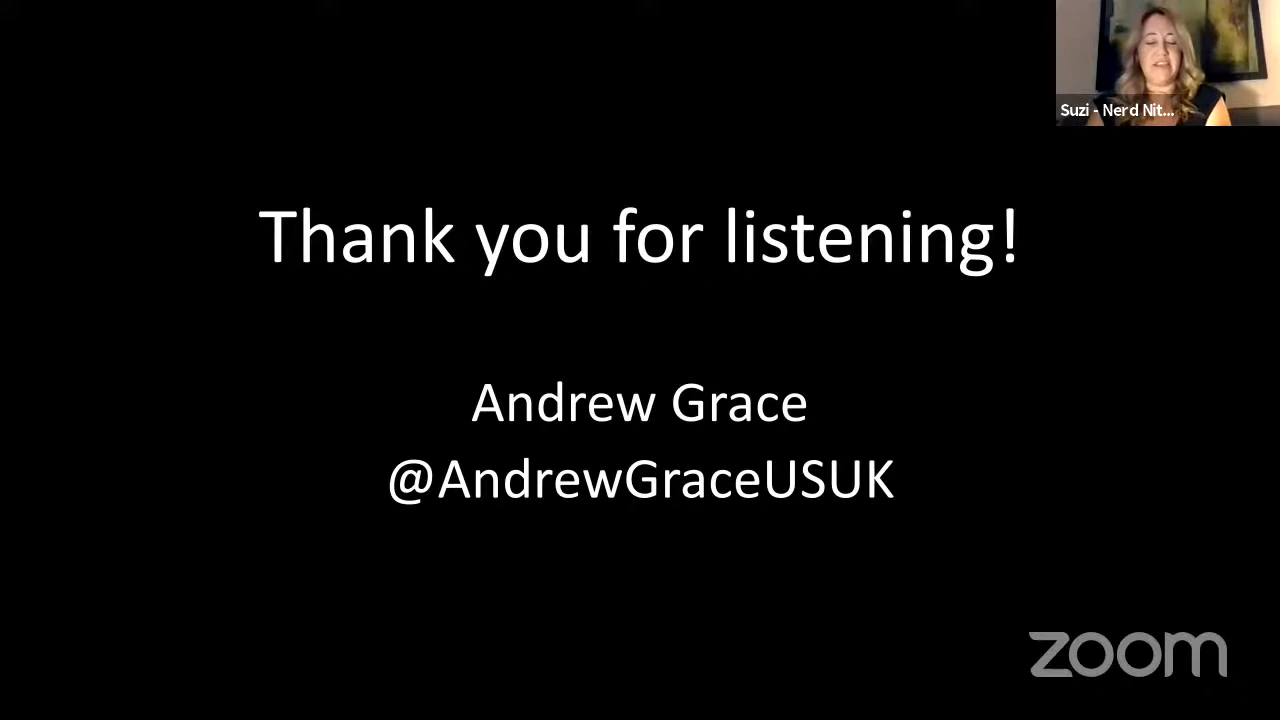 Suzi - Nerd Nit...
Thank you for listening!
Andrew Grace
@AndrewGraceUSUK
zoom